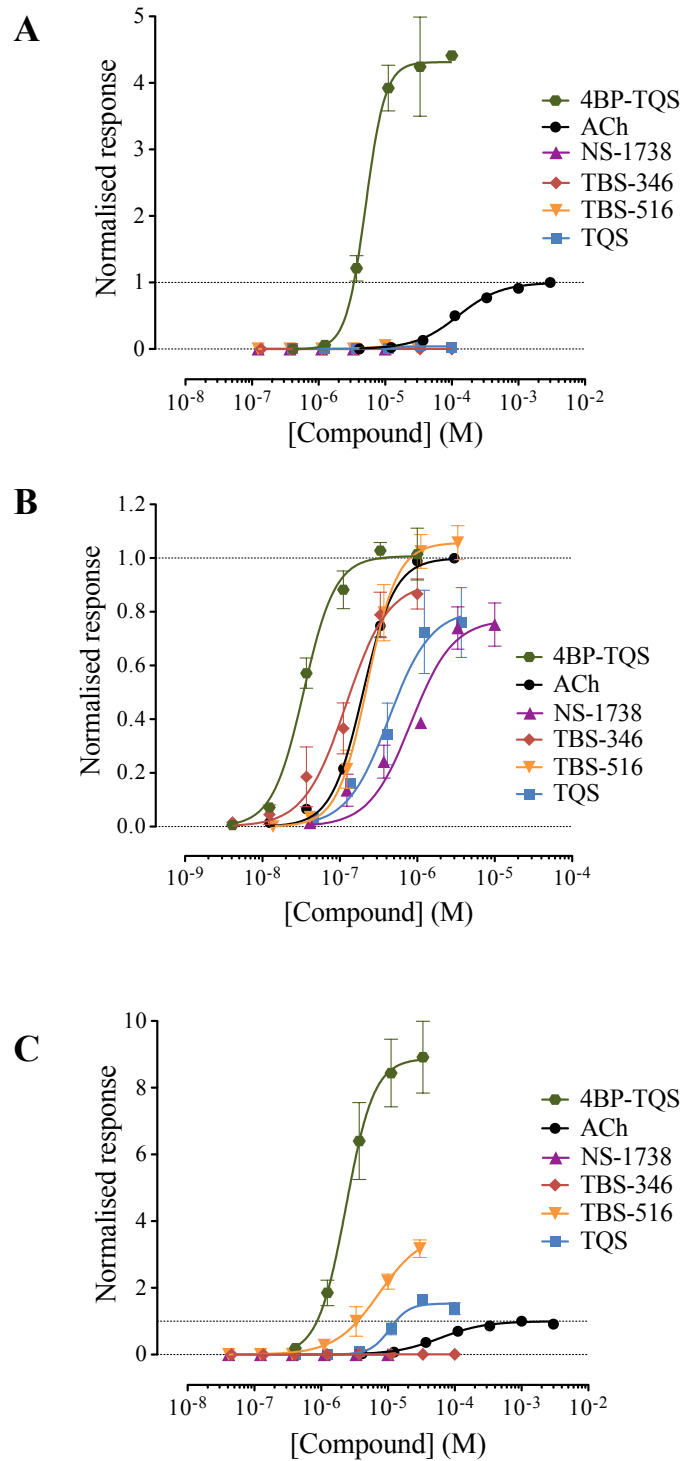 A
Normalised response
5
4
3
2
1
0
4BP-TQS
ACh
NS-1738
TBS-346
TBS-516
TQS
10-8 10-7 10-6 10-5 10-4 10-3 10-2
[Compound] (M)
B
Normalised response
1.2
1.0
0.8
0.6
0.4
0.2
0.0
4BP-TQS
ACh
NS-1738
TBS-346
TBS-516
TQS
10-9 10-8 10-7 10-6 10-5 10-4
[Compound] (M)
C
Normalised response
10
8
6
4
2
0
4BP-TQS
ACh
NS-1738
TBS-346
TBS-516
TQS
10-8 10-7 10-6 10-5 10-4 10-3 10-2
[Compound] (M)